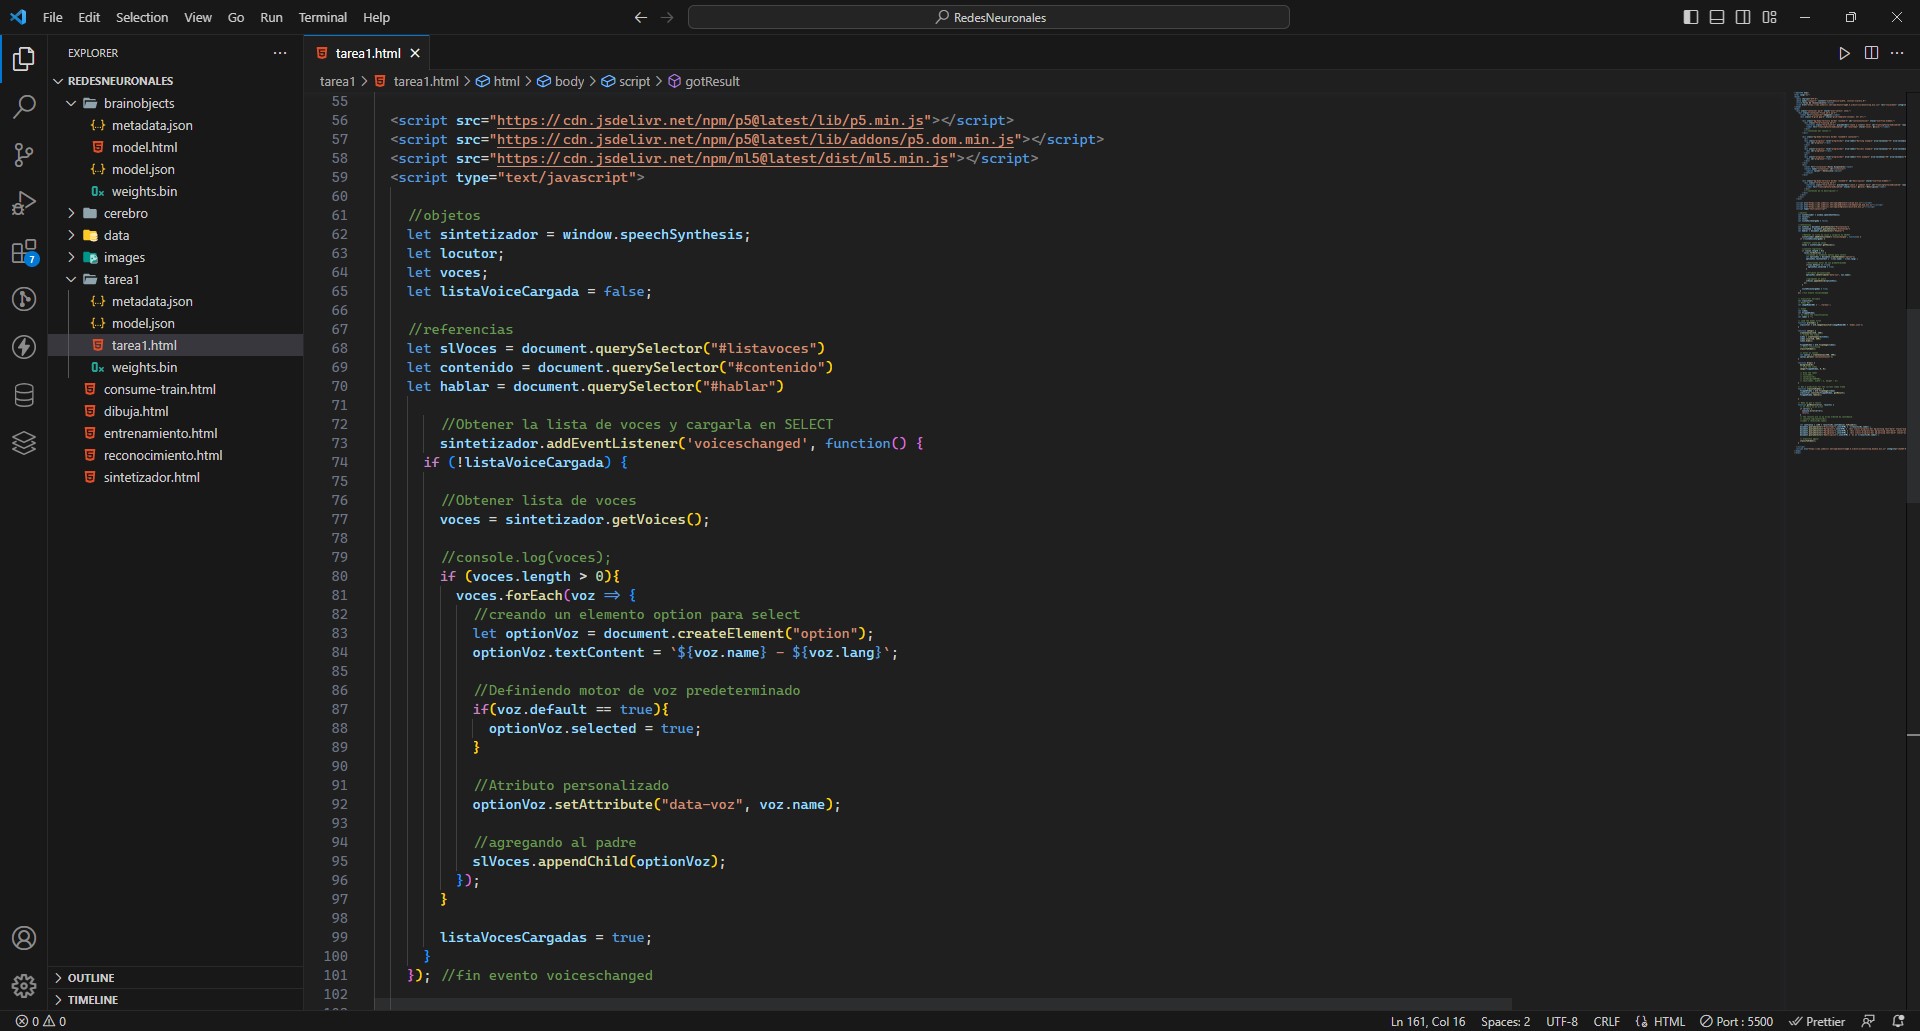 File Edit Selection View Go Run Terminal Help
RedesNeuronales
EXPLORER
REDESNEURONALES
brainobjects
{..} metadata.json
model.html
{..} model.json
weights.bin
cerebro
data
images
tarea1
{..} metadata.json
{..} model.json
tarea1.html
weights.bin
consume-train.html
dibuja.html
entrenamiento.html
reconocimiento.html
sintetizador.html
OUTLINE
TIMELINE
7
tarea1.html
tarea1 > tarea1.html > html > body > script > gotResult
55
56 <script src="https://cdn.jsdelivr.net/npm/p5@latest/lib/p5.min.js"></script>
57 <script src="https://cdn.jsdelivr.net/npm/p5@latest/lib/addons/p5.dom.min.js"></script>
58 <script src="https://cdn.jsdelivr.net/npm/ml5@latest/dist/ml5.min.js"></script>
59 <script type="text/javascript">
60
61 //objetos
62 let sintetizador = window.speechSynthesis;
63 let locutor;
64 let voces;
65 let listaVoiceCargada = false;
66
67 //referencias
68 let slVoces = document.querySelector("#listavoces")
69 let contenido = document.querySelector("#contenido")
70 let hablar = document.querySelector("#hablar")
71
72 //Obtener la lista de voces y cargarla en SELECT
73 sintetizador.addEventListener('voiceschanged', function() {
74 if (!listaVoiceCargada) {
75
76 //Obtener lista de voces
77 voces = sintetizador.getVoices();
78
79 //console.log(voces);
80 if (voces.length > 0){
81 voces.forEach(voz => {
82 //creando un elemento option para select
83 let optionVoz = document.createElement("option");
84 optionVoz.textContent = `${voz.name} - ${voz.lang}`;
85
86 //Definiendo motor de voz predeterminado
87 if(voz.default == true){
88 optionVoz.selected = true;
89 }
90
91 //Atributo personalizado
92 optionVoz.setAttribute("data-voz", voz.name);
93
94 //agregando al padre
95 slVoces.appendChild(optionVoz);
96 });
97 }
98
99 listaVocesCargadas = true;
100 }
101 }); //fin evento voiceschanged
102
0 0
Ln 161, Col 16 Spaces: 2 UTF-8 CRLF HTML Port : 5500 Prettier